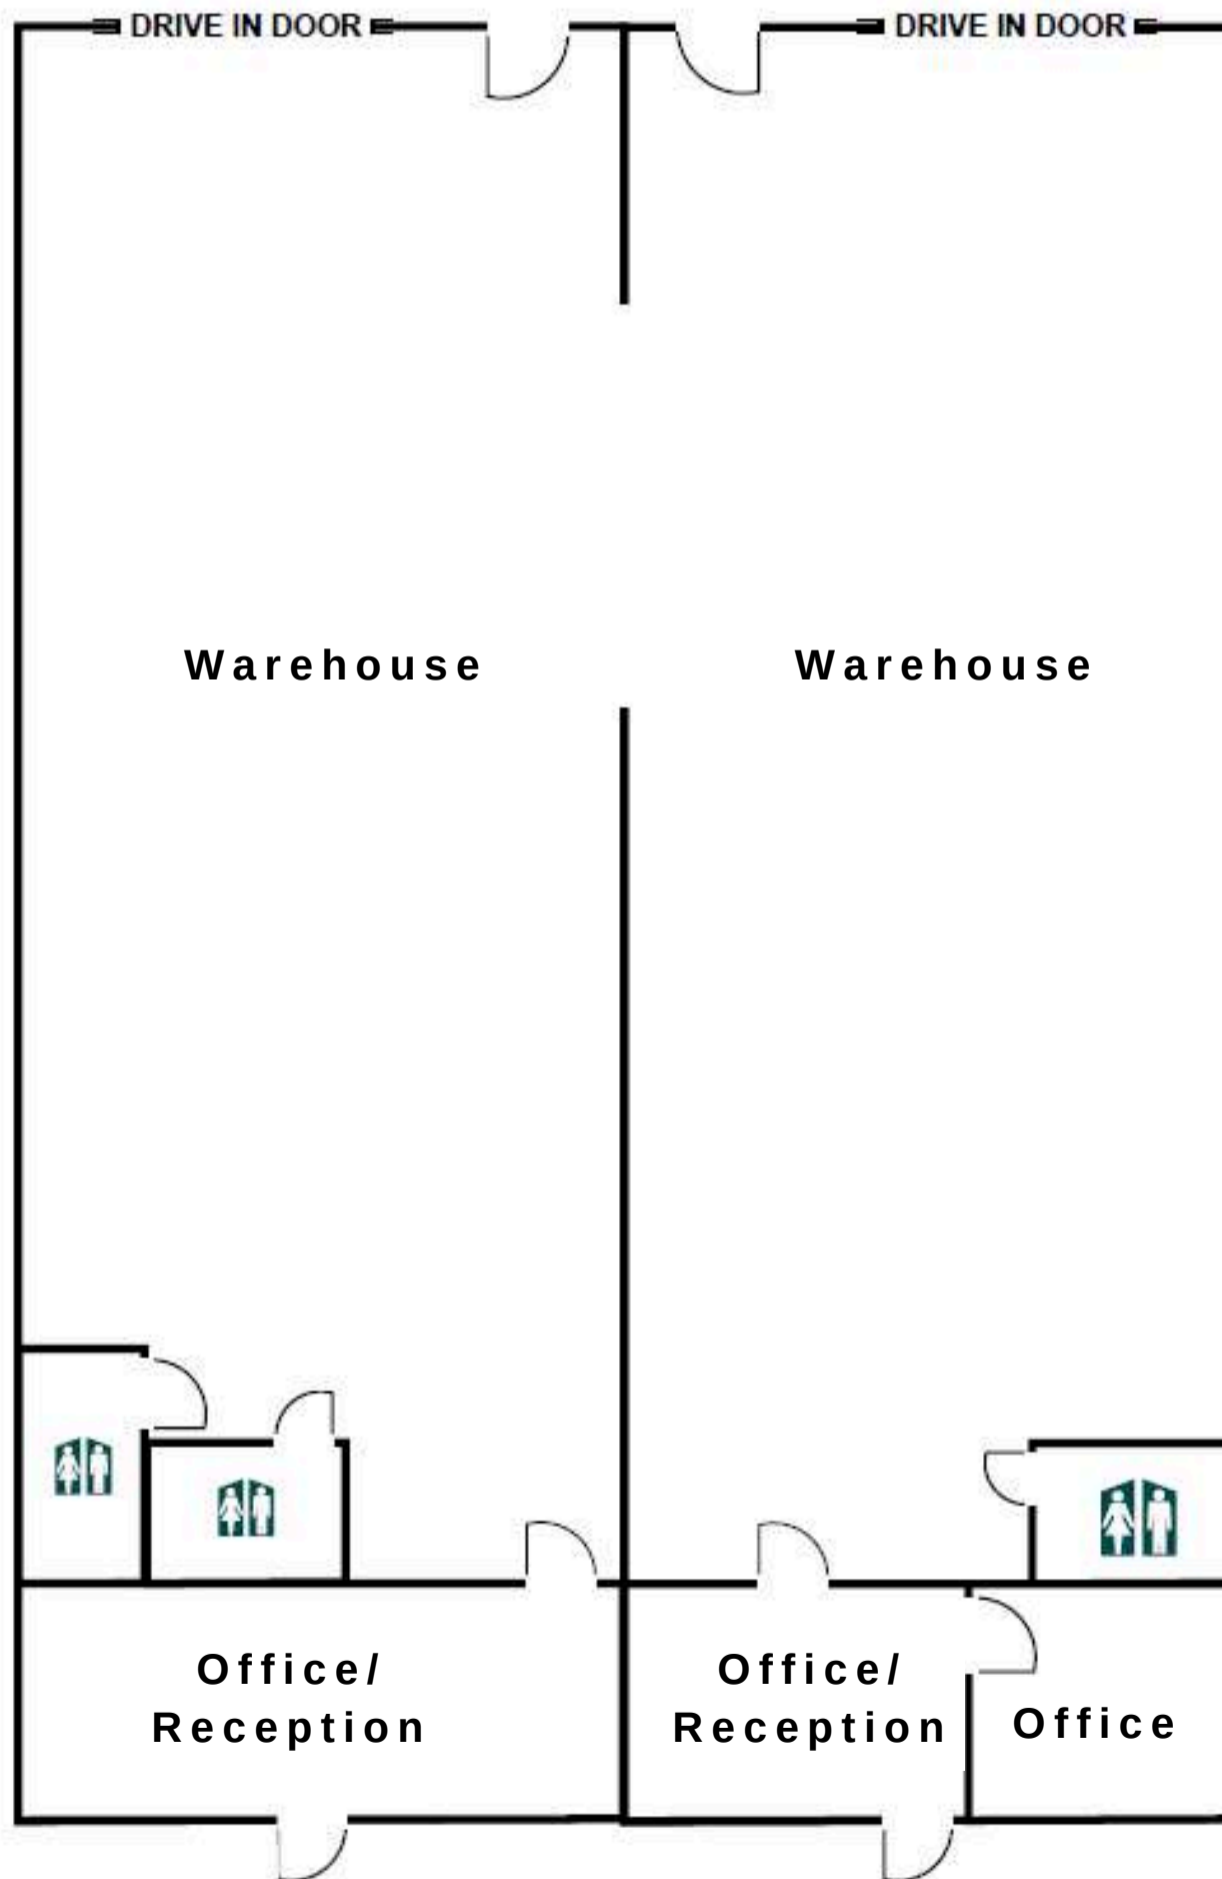 DRIVE IN DOOR
DRIVE IN DOOR
Warehouse
Warehouse
Office/
Reception
Office/
Reception
Office